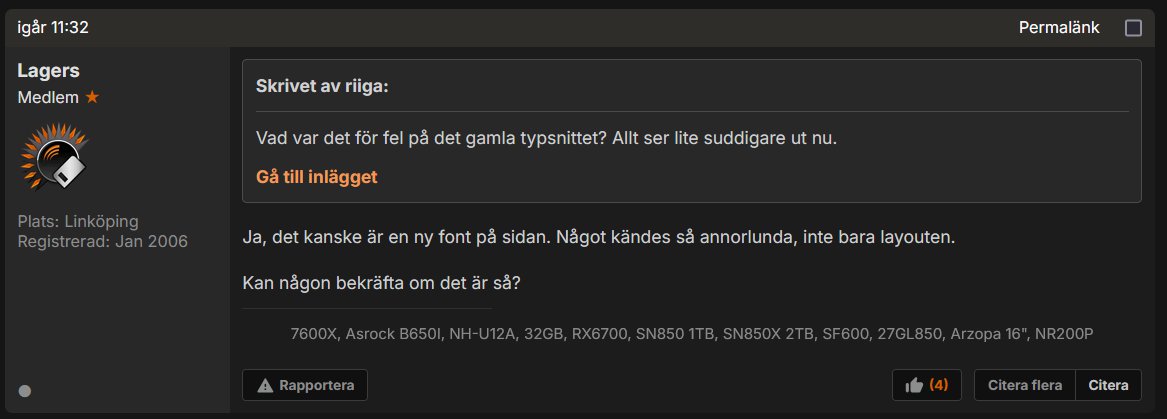 igår 11:32
Permalänk
Lagers
Medlem ★
Plats: Linköping
Registrerad: Jan 2006
Skrivet av riiga:
Vad var det för fel på det gamla typsnittet? Allt ser lite suddigare ut nu.
Gå till inlägget
Ja, det kanske är en ny font på sidan. Något kändes så annorlunda, inte bara layouten.
Kan någon bekräfta om det är så?
7600X, Asrock B650I, NH-U12A, 32GB, RX6700, SN850 1TB, SN850X 2TB, SF600, 27GL850, Arzopa 16", NR200P
Rapportera
(4)
Citera flera
Citera